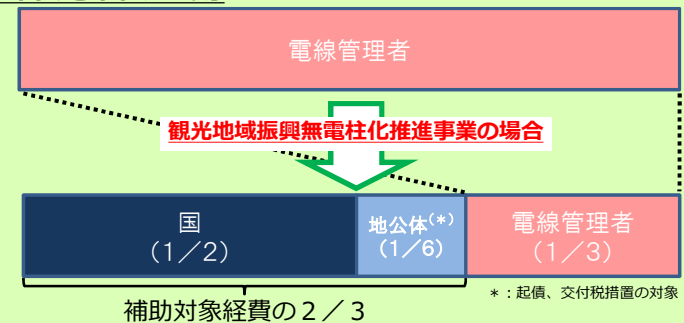 電線管理者
観光地域振興無電柱化推進事業の場合
国
(1/2)
地公体(*)
(1/6)
電線管理者
(1/3)
補助対象経費の2/3
*:起債、交付税措置の対象